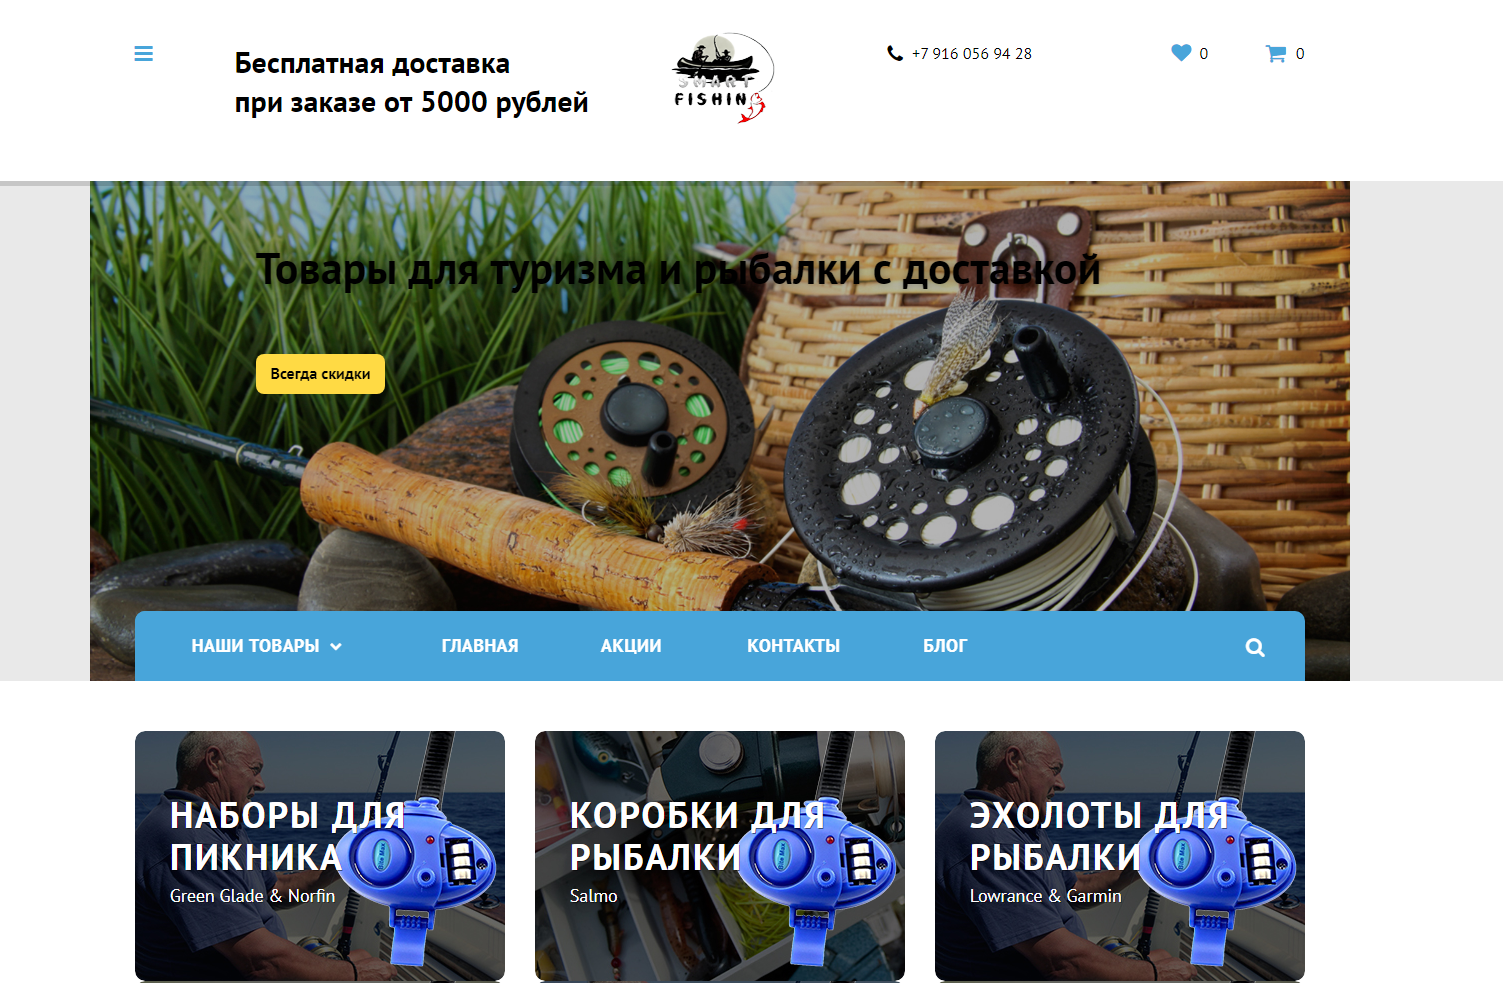 Бесплатная доставка
при заказе от 5000 рублей
SMART
FISHING
+7 916 056 94 28
0
0
Товары для туризма и рыбалки с доставкой
Всегда скидки
НАШИ ТОВАРЫ
ГЛАВНАЯ
АКЦИИ
КОНТАКТЫ
БЛОГ
НАБОРЫ ДЛЯ
ПИКНИКА
Green Glade & Norfin
КОРОБКИ ДЛЯ
РЫБАЛКИ
Salmo
ЭХОЛОТЫ ДЛЯ
РЫБАЛКИ
Lowrance & Garmin